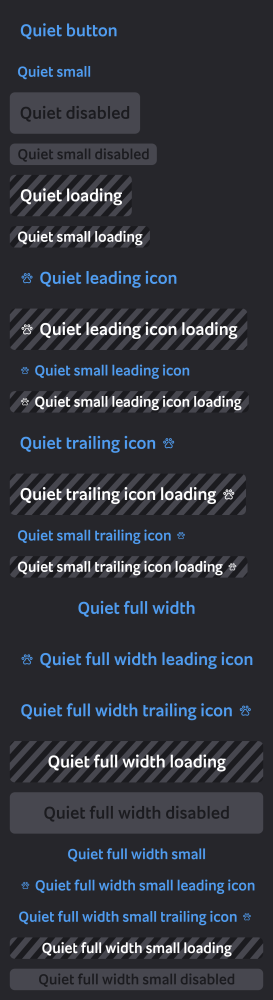 Quiet button
Quiet small
Quiet disabled
Quiet small disabled
Quiet loading
Quiet small loading
Quiet leading icon
Quiet leading icon loading
Quiet small leading icon
Quiet small leading icon loading
Quiet trailing icon
Quiet trailing icon loading
Quiet small trailing icon
Quiet small trailing icon loading
Quiet full width
Quiet full width leading icon
Quiet full width trailing icon
Quiet full width loading
Quiet full width disabled
Quiet full width small
Quiet full width small leading icon
Quiet full width small trailing icon
Quiet full width small loading
Quiet full width small disabled